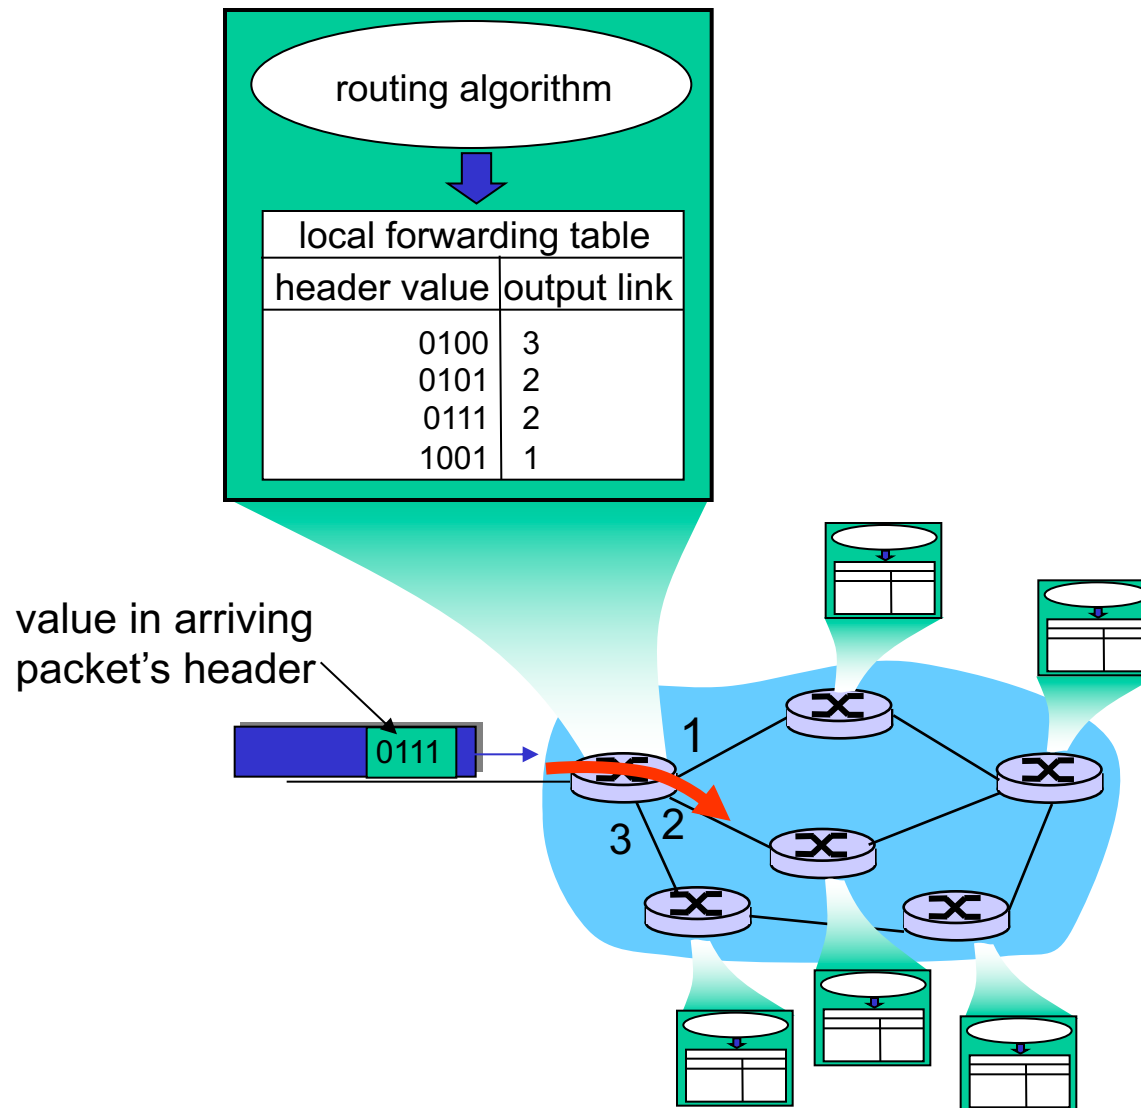 routing algorithm
local forwarding table
header value output link
0100 3
0101 2
0111 2
1001 1
value in arriving
packet's header
0111
1
2
3